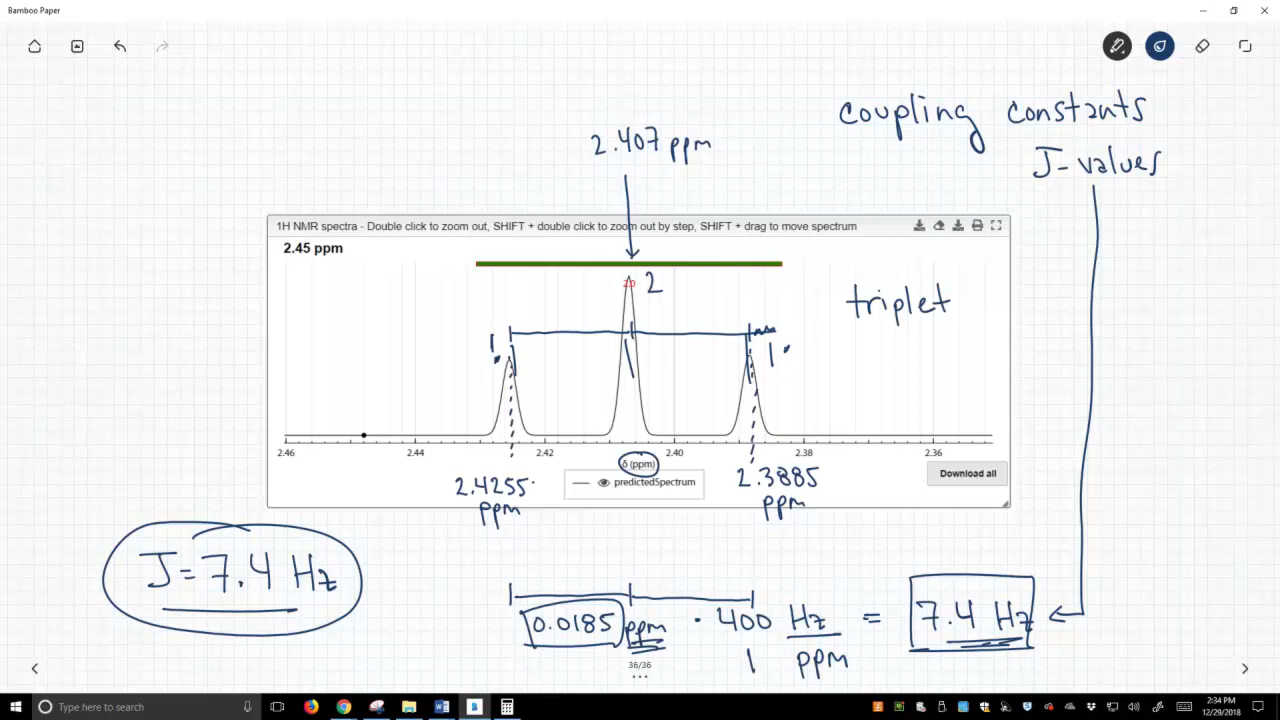 Bamboo Paper
coupling constants
J-values
2.407 ppm
1H NMR spectra - Double click to zoom out, SHIFT + double click to zoom out by step, SHIFT + drag to move spectrum
2.45 ppm
2
triplet
1.
1.
2.46 2.44 2.42 2.40 2.38 2.36
δ (ppm)
predictedSpectrum
Download all
2.4255
ppm
2.3885
ppm
J = 7.4 Hz
0.0185 ppm · 400 Hz = 7.4 Hz
1 ppm
36/36
Type here to search
2:34 PM
12/29/2018